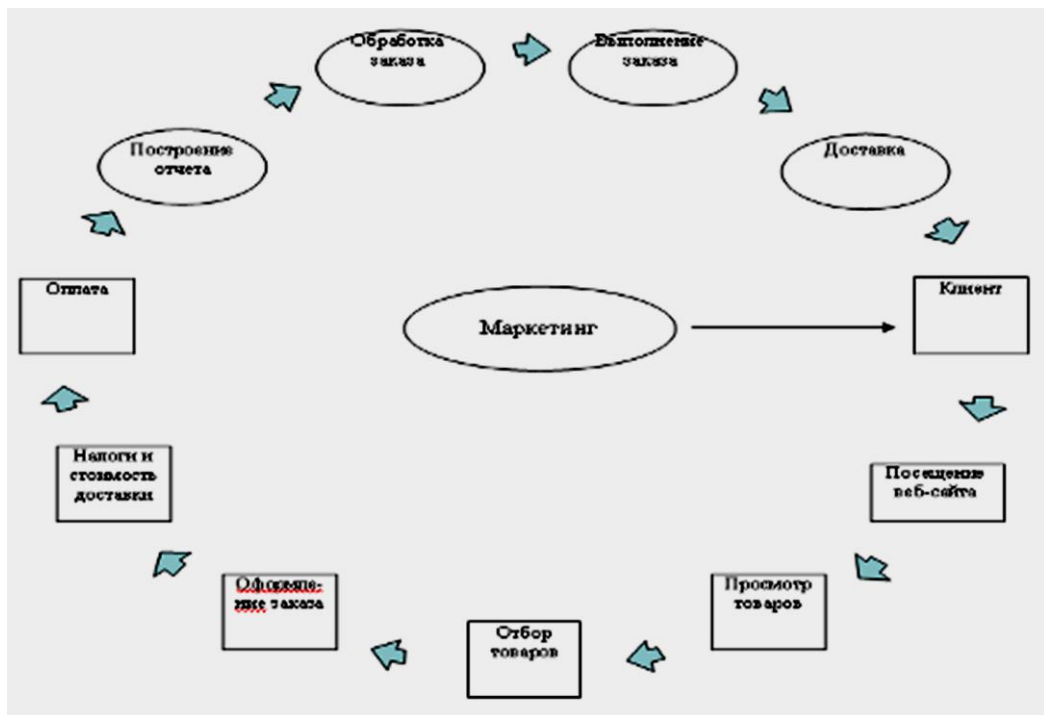 Обработка
заказа
Выполнение
заказа
Построение
отчета
Доставка
Оплата
Маркетинг
Клиент
Налоги и
стоимость
доставки
Посещение
веб-сайта
Оформле-
ние заказа
Просмотр
товаров
Отбор
товаров